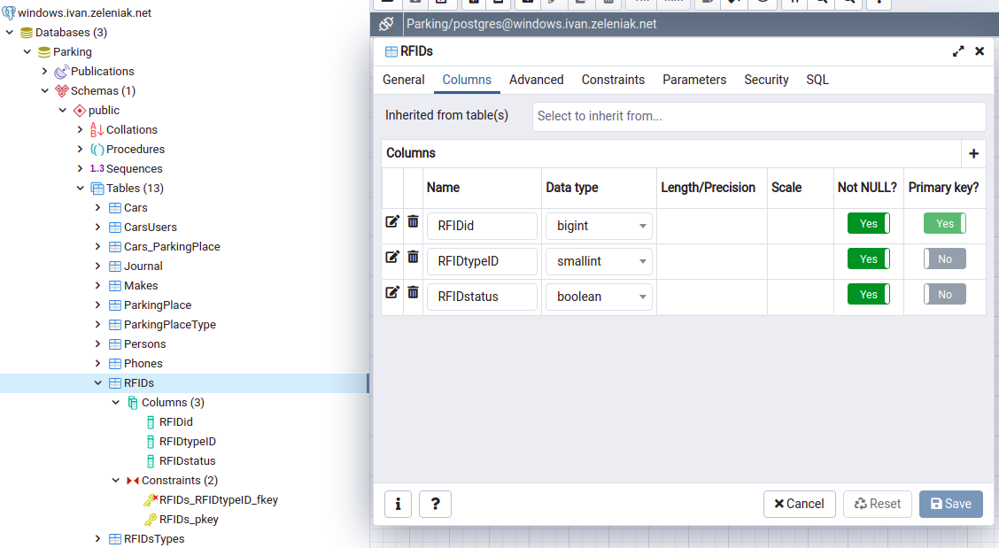 windows.ivan.zeleniak.net
Databases (3)
Parking
Publications
Schemas (1)
public
Collations
Procedures
1..3 Sequences
Tables (13)
Cars
CarsUsers
Cars_ParkingPlace
Journal
Makes
ParkingPlace
ParkingPlaceType
Persons
Phones
RFIDs
Columns (3)
RFIDid
RFIDtypeID
RFIDstatus
Constraints (2)
RFIDs_RFIDtypeID_fkey
RFIDs_pkey
RFIDsTypes
Parking/postgres@windows.ivan.zeleniak.net
RFIDs
General Columns Advanced Constraints Parameters Security SQL
Inherited from table(s) Select to inherit from...
Columns
Name Data type Length/Precision Scale Not NULL? Primary key?
RFIDid bigint Yes Yes
RFIDtypeID smallint Yes No
RFIDstatus boolean Yes No
i ? Cancel Reset Save